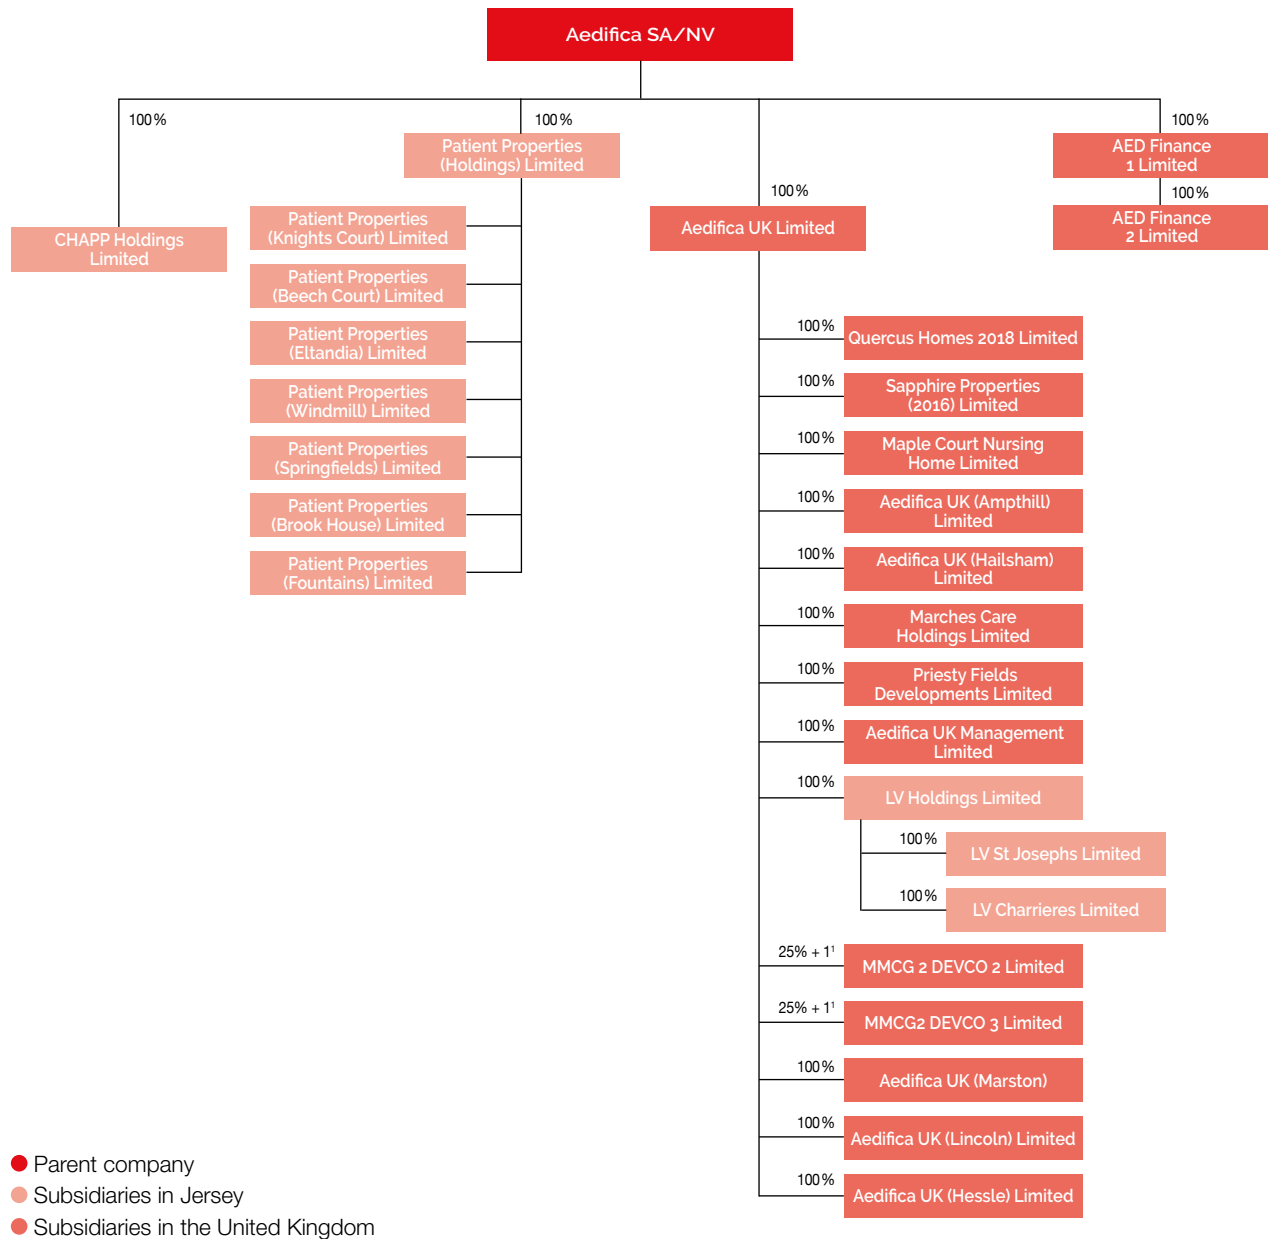 Aedifica SA/NV
100%
100%
100%
100%
Patient Properties
(Holdings) Limited
AED Finance
1 Limited
100%
AED Finance
2 Limited
CHAPP Holdings
Limited
Patient Properties
(Knights Court) Limited
Patient Properties
(Beech Court) Limited
Patient Properties
(Eltandia) Limited
Patient Properties
(Windmill) Limited
Patient Properties
(Springfields) Limited
Patient Properties
(Brook House) Limited
Patient Properties
(Fountains) Limited
Aedifica UK Limited
100%
Quercus Homes 2018 Limited
100%
Sapphire Properties
(2016) Limited
100%
Maple Court Nursing
Home Limited
100%
Aedifica UK (Ampthill)
Limited
100%
Aedifica UK (Hailsham)
Limited
100%
Marches Care
Holdings Limited
100%
Priesty Fields
Developments Limited
100%
Aedifica UK Management
Limited
100%
LV Holdings Limited
100%
LV St Josephs Limited
100%
LV Charrieres Limited
25% + 1¹
MMCG 2 DEVCO 2 Limited
25% + 1¹
MMCG2 DEVCO 3 Limited
100%
Aedifica UK (Marston)
100%
Aedifica UK (Lincoln) Limited
100%
Aedifica UK (Hessle) Limited
Parent company
Subsidiaries in Jersey
Subsidiaries in the United Kingdom